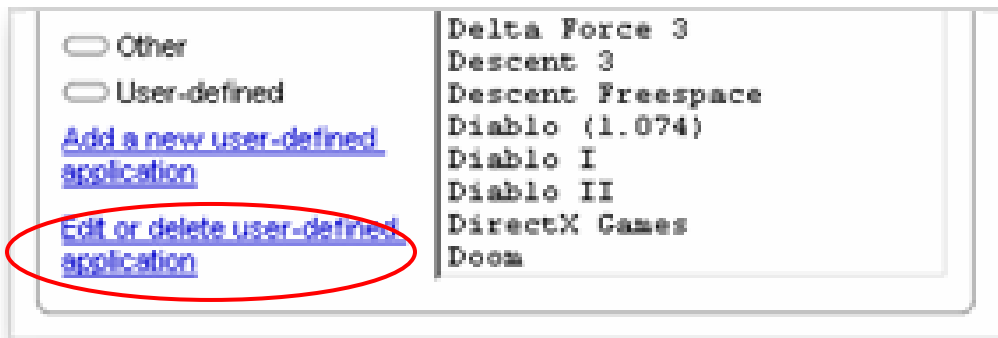 Other
User-defined
Add a new user-defined
application
Edit or delete user-defined
application
Delta Force 3
Descent 3
Descent Freespace
Diablo (1.074)
Diablo I
Diablo II
DirectX Games
Doom